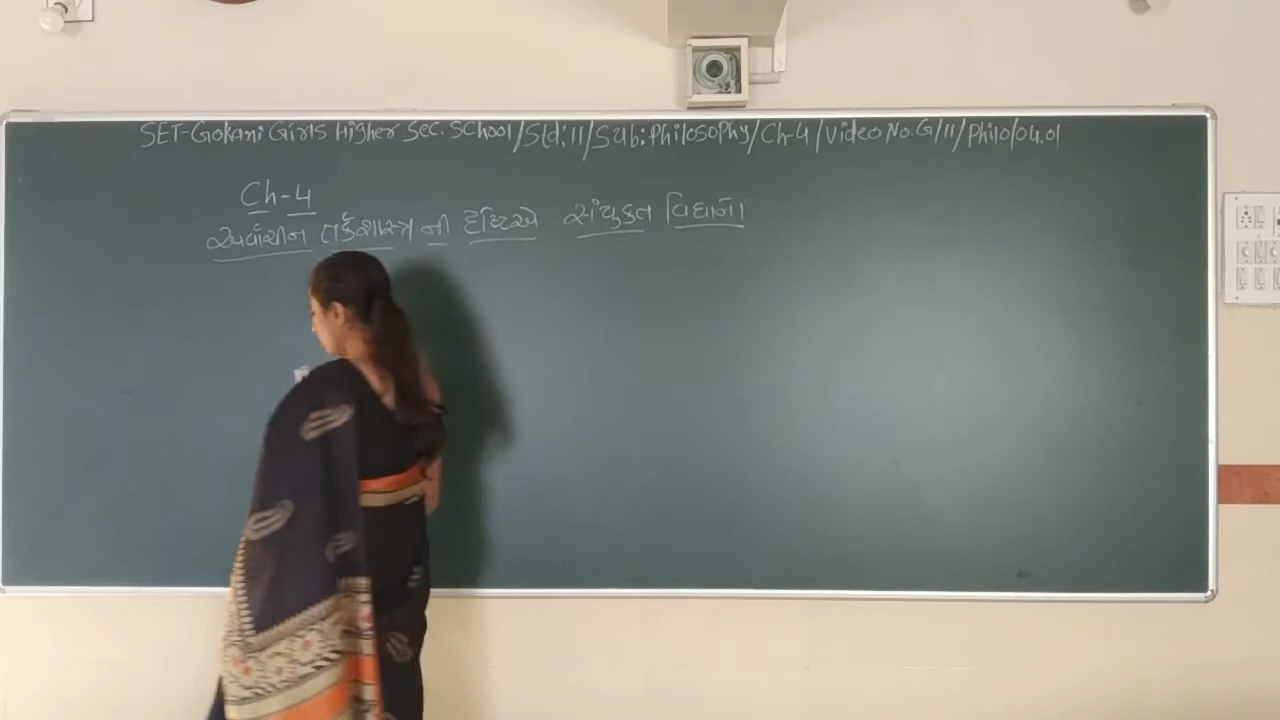 SET-Gokani Girls Higher Sec. School/Std:11/Sub:Philosophy/Ch-4/Video No.G/11/Philo/04.01
Ch-4
અર્વાચીન તર્કશાસ્ત્ર ની દૃષ્ટિએ સંયુક્ત વિધાનો